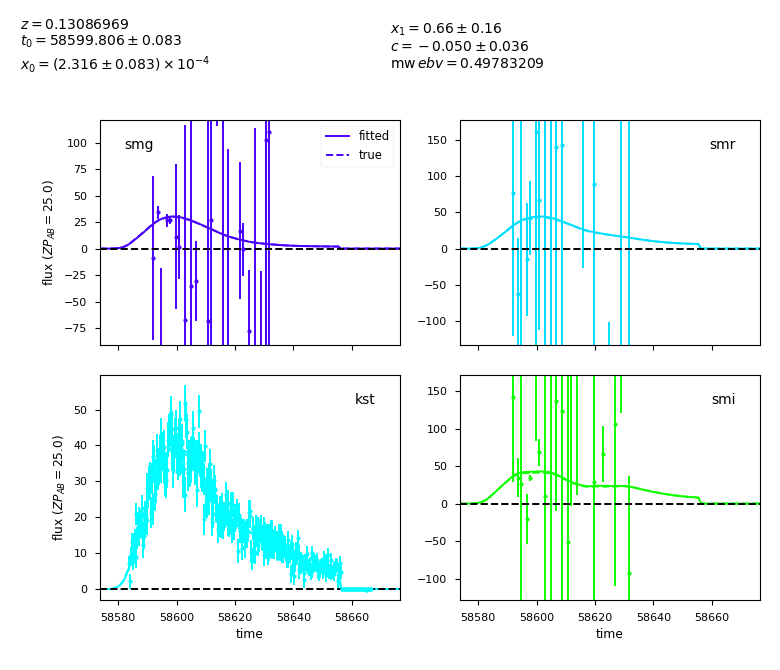 z = 0.13086969
t₀ = 58599.806 ± 0.083
x₀ = (2.316 ± 0.083) × 10⁻⁴
x₁ = 0.66 ± 0.16
c = −0.050 ± 0.036
mw ebv = 0.49783209
smg
fitted
true
100
75
50
25
0
−25
−50
−75
flux (ZP_AB = 25.0)
smr
150
100
50
0
−50
−100
kst
50
40
30
20
10
0
flux (ZP_AB = 25.0)
58580 58600 58620 58640 58660
time
smi
150
100
50
0
−50
−100
58580 58600 58620 58640 58660
time